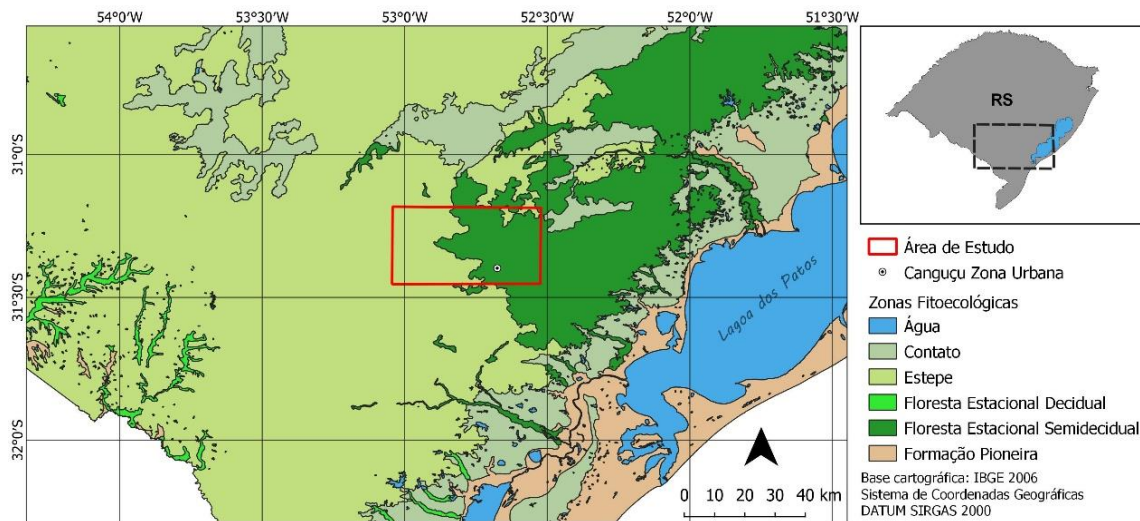 54°0'W 53°30'W 53°0'W 52°30'W 52°0'W 51°30'W
31°0'S
31°30'S
32°0'S
Lagoa dos Patos
0 10 20 30 40 km
RS
Área de Estudo
Canguçu Zona Urbana
Zonas Fitoecológicas
Água
Contato
Estepe
Floresta Estacional Decidual
Floresta Estacional Semidecidual
Formação Pioneira
Base cartográfica: IBGE 2006
Sistema de Coordenadas Geográficas
DATUM SIRGAS 2000